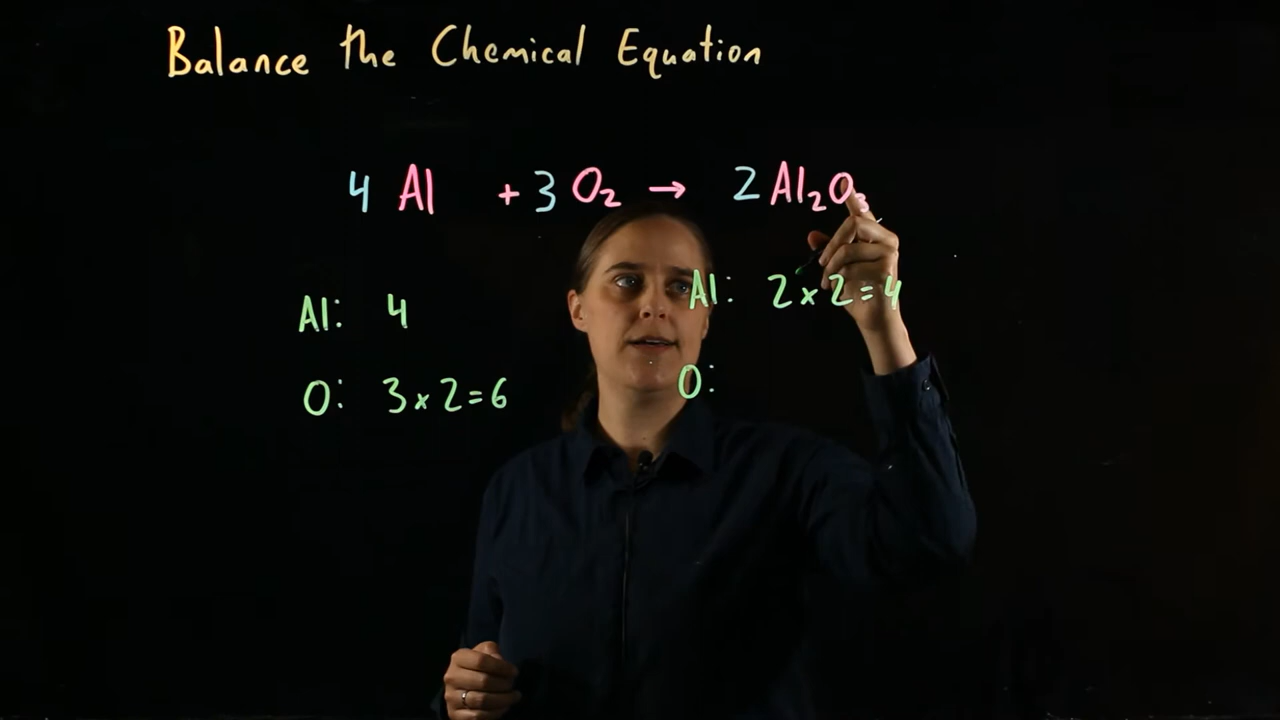 Balance the Chemical Equation
4 Al + 3 O₂ → 2 Al₂O₃
Al: 4
O: 3 × 2 = 6
Al: 2 × 2 = 4
O: